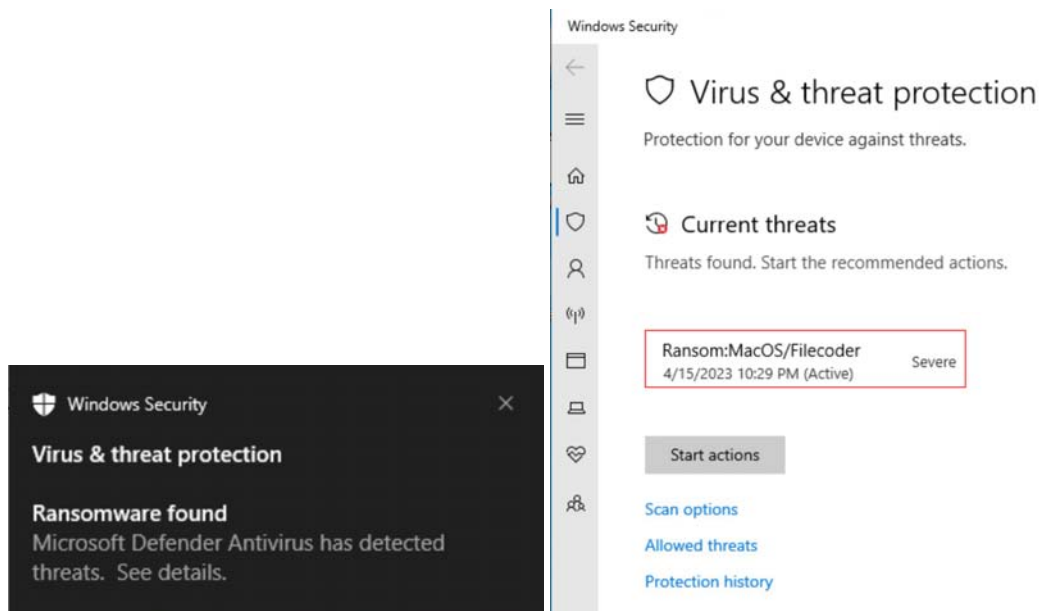 Windows Security
Virus & threat protection
Ransomware found
Microsoft Defender Antivirus has detected
threats. See details.
Windows Security
Virus & threat protection
Protection for your device against threats.
Current threats
Threats found. Start the recommended actions.
Ransom:MacOS/Filecoder
4/15/2023 10:29 PM (Active)
Severe
Start actions
Scan options
Allowed threats
Protection history